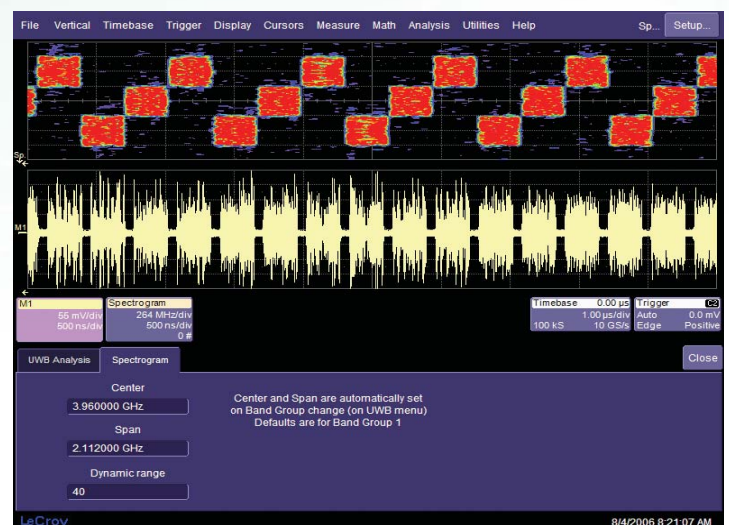 File Vertical Timebase Trigger Display Cursors Measure Math Analysis Utilities Help Sp... Setup...
Sp.
M1
M1
55 mV/div
500 ns/div
Spectrogram
264 MHz/div
500 ns/div
0 #
Timebase 0.00 µs
1.00 µs/div
100 kS 10 GS/s
Trigger C2
Auto 0.0 mV
Edge Positive
UWB Analysis Spectrogram Close
Center
3.960000 GHz
Span
2.112000 GHz
Dynamic range
40
Center and Span are automatically set
on Band Group change (on UWB menu)
Defaults are for Band Group 1
LeCroy 8/4/2006 8:21:07 AM